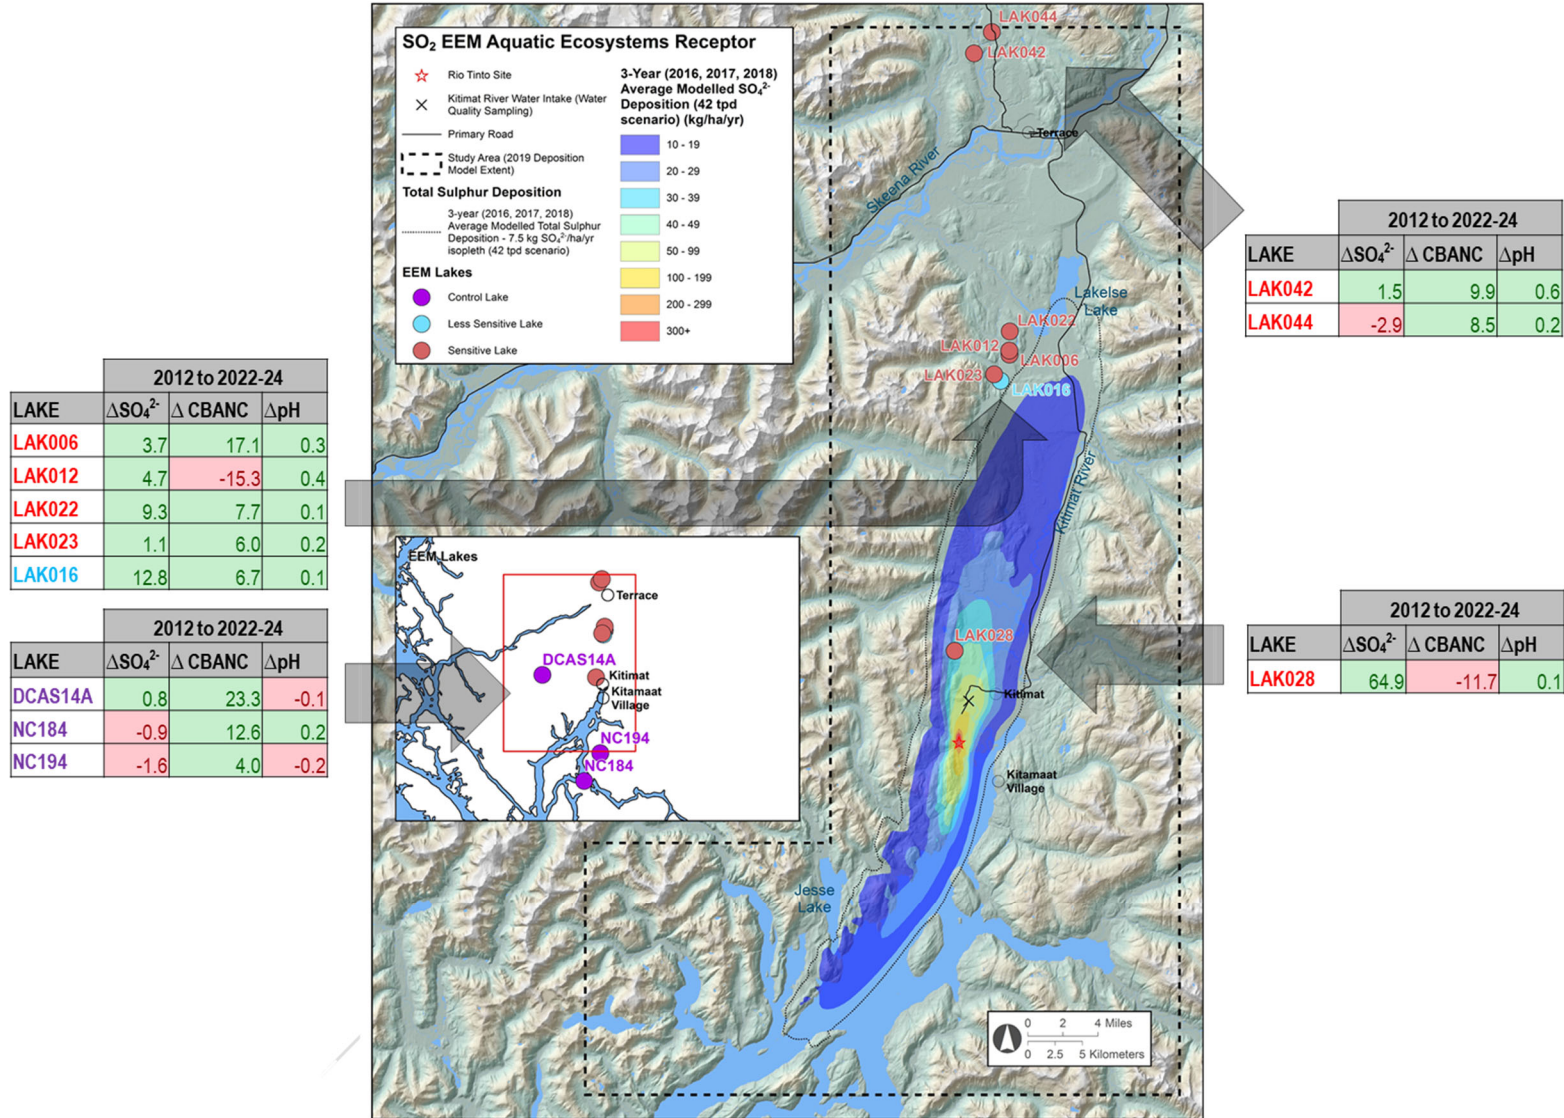 SO₂ EEM Aquatic Ecosystems Receptor
Rio Tinto Site
Kitimat River Water Intake (Water
Quality Sampling)
Primary Road
Study Area (2019 Deposition
Model Extent)
Total Sulphur Deposition
3-year (2016, 2017, 2018)
Average Modelled Total Sulphur
Deposition - 7.5 kg SO₄²⁻/ha/yr
isopleth (42 tpd scenario)
EEM Lakes
Control Lake
Less Sensitive Lake
Sensitive Lake
3-Year (2016, 2017, 2018)
Average Modelled SO₄²⁻
Deposition (42 tpd
scenario) (kg/ha/yr)
10 - 19
20 - 29
30 - 39
40 - 49
50 - 99
100 - 199
200 - 299
300+
LAK044
LAK042
Terrace
Skeena River
Lakelse
Lake
LAK022
LAK012
LAK006
LAK023
LAK016
Kitimat River
LAK028
Kitimat
Kitamaat
Village
Jesse
Lake
0 2 4 Miles
0 2.5 5 Kilometers
EEM Lakes
Terrace
DCAS14A
Kitimat
Kitamaat
Village
NC194
NC184
2012 to 2022-24
LAKE ΔSO₄²⁻ Δ CBANC ΔpH
LAK006 3.7 17.1 0.3
LAK012 4.7 -15.3 0.4
LAK022 9.3 7.7 0.1
LAK023 1.1 6.0 0.2
LAK016 12.8 6.7 0.1
2012 to 2022-24
LAKE ΔSO₄²⁻ Δ CBANC ΔpH
DCAS14A 0.8 23.3 -0.1
NC184 -0.9 12.6 0.2
NC194 -1.6 4.0 -0.2
2012 to 2022-24
LAKE ΔSO₄²⁻ Δ CBANC ΔpH
LAK042 1.5 9.9 0.6
LAK044 -2.9 8.5 0.2
2012 to 2022-24
LAKE ΔSO₄²⁻ Δ CBANC ΔpH
LAK028 64.9 -11.7 0.1